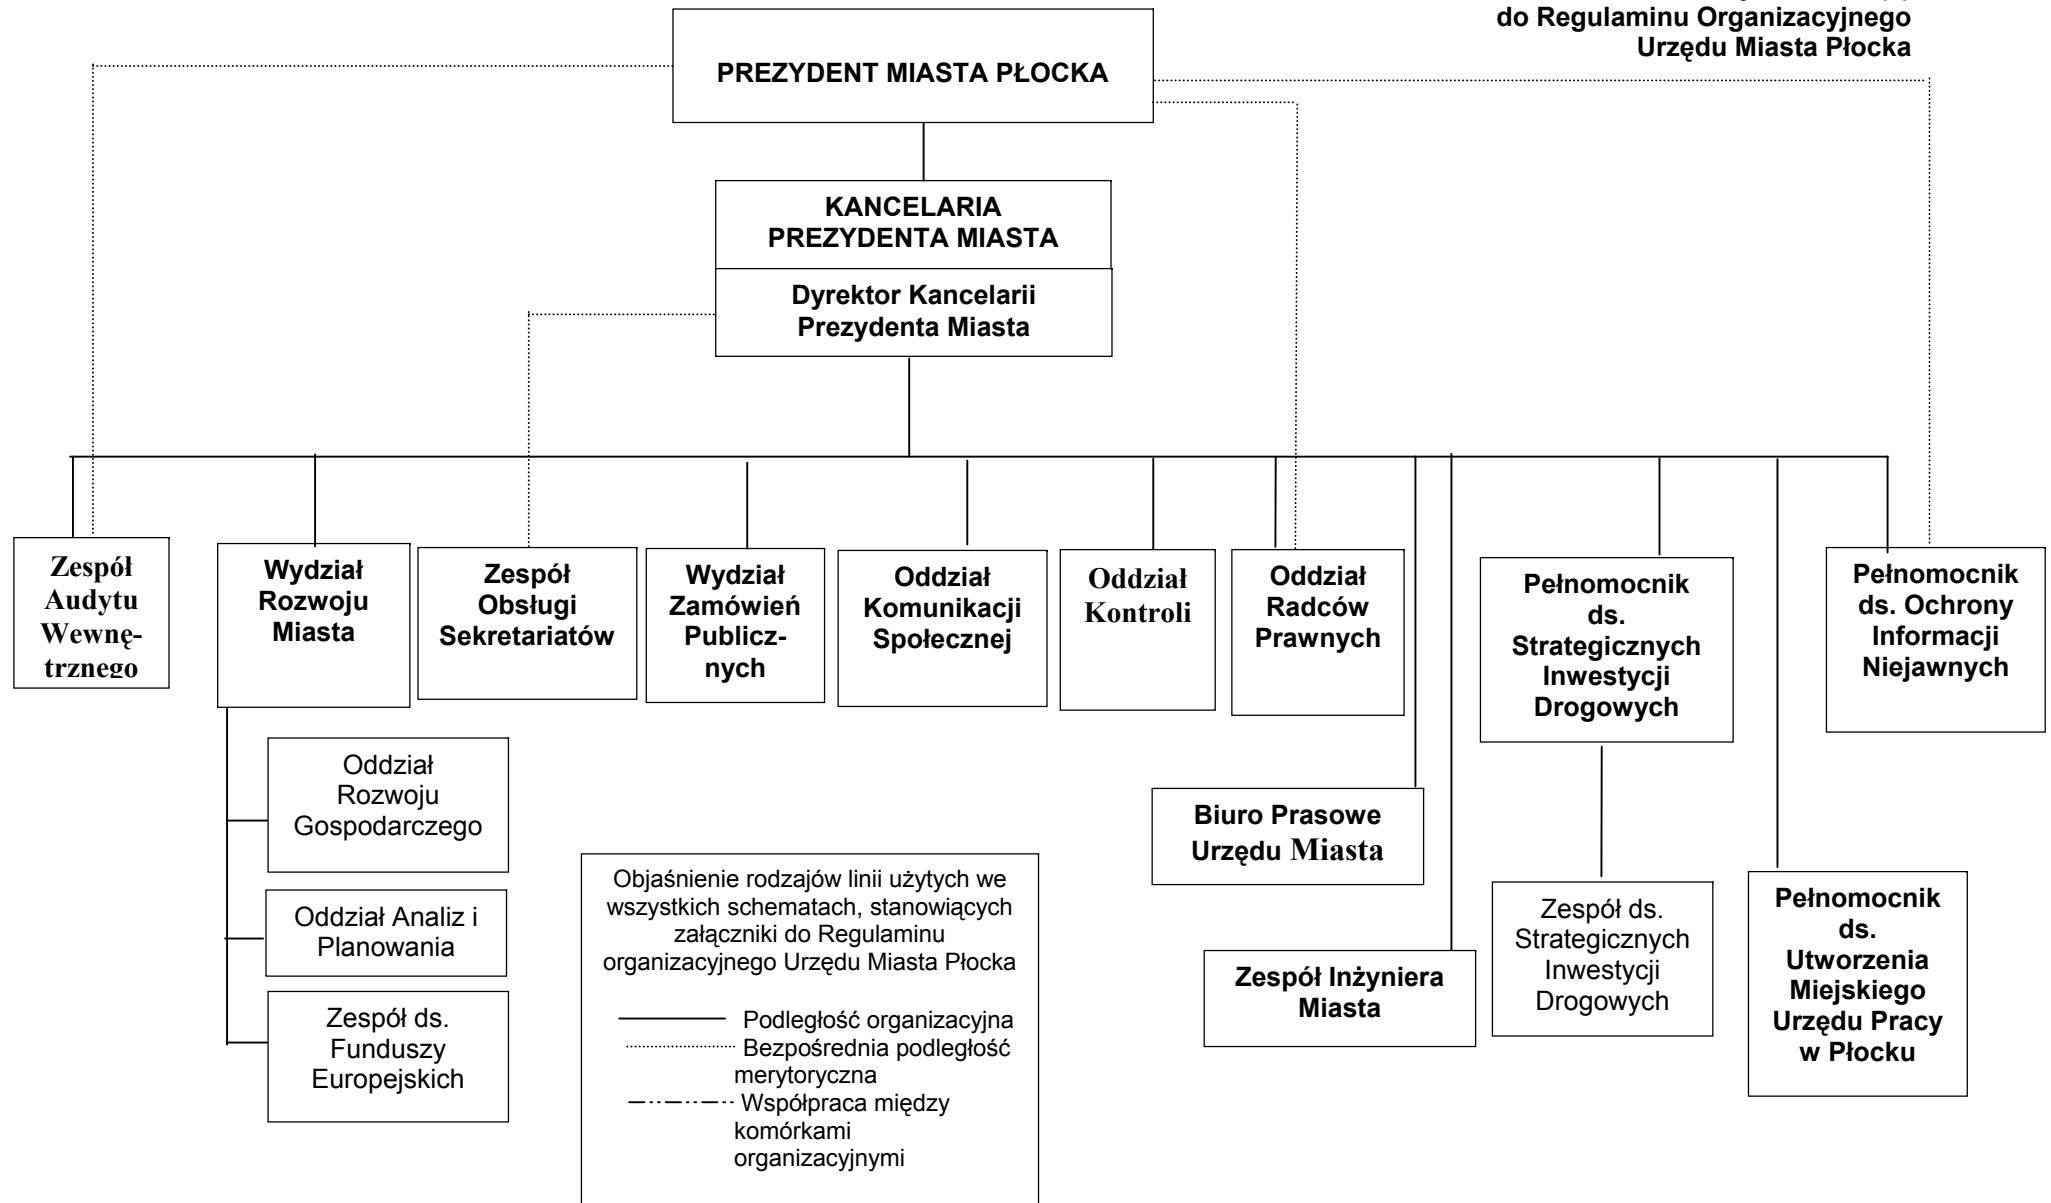 do Regulaminu Organizacyjnego
Urzędu Miasta Płocka
PREZYDENT MIASTA PŁOCKA
KANCELARIA
PREZYDENTA MIASTA
Dyrektor Kancelarii
Prezydenta Miasta
Zespół
Audytu
Wewnę-
trznego
Wydział
Rozwoju
Miasta
Zespół
Obsługi
Sekretariatów
Wydział
Zamówień
Publicz-
nych
Oddział
Komunikacji
Społecznej
Oddział
Kontroli
Oddział
Radców
Prawnych
Pełnomocnik
ds.
Strategicznych
Inwestycji
Drogowych
Pełnomocnik
ds. Ochrony
Informacji
Niejawnych
Oddział
Rozwoju
Gospodarczego
Oddział Analiz i
Planowania
Zespół ds.
Funduszy
Europejskich
Objaśnienie rodzajów linii użytych we
wszystkich schematach, stanowiących
załączniki do Regulaminu
organizacyjnego Urzędu Miasta Płocka
Podległość organizacyjna
Bezpośrednia podległość
merytoryczna
Współpraca między
komórkami
organizacyjnymi
Biuro Prasowe
Urzędu Miasta
Zespół Inżyniera
Miasta
Zespół ds.
Strategicznych
Inwestycji
Drogowych
Pełnomocnik
ds.
Utworzenia
Miejskiego
Urzędu Pracy
w Płocku